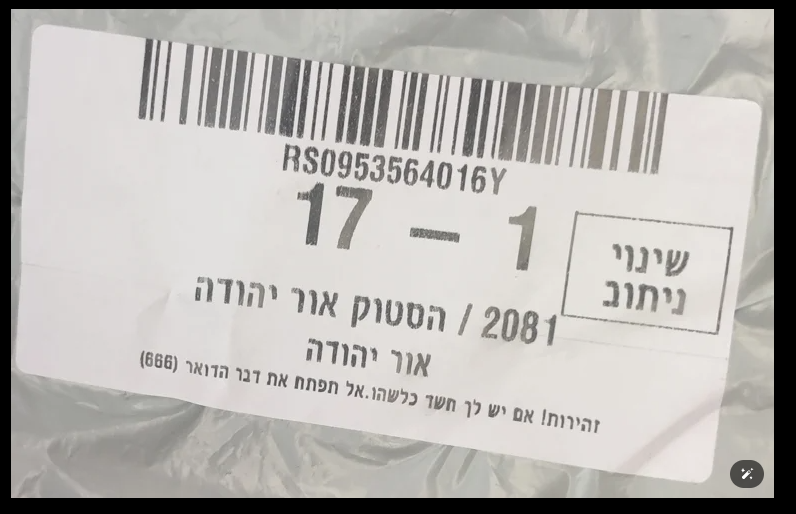 RS0953564016Y
17 – 1
שינוי
ניתוב
2081 / הסטוק אור יהודה
אור יהודה
זהירות! אם יש לך חשד כלשהו.אל תפתח את דבר הדואר (666)